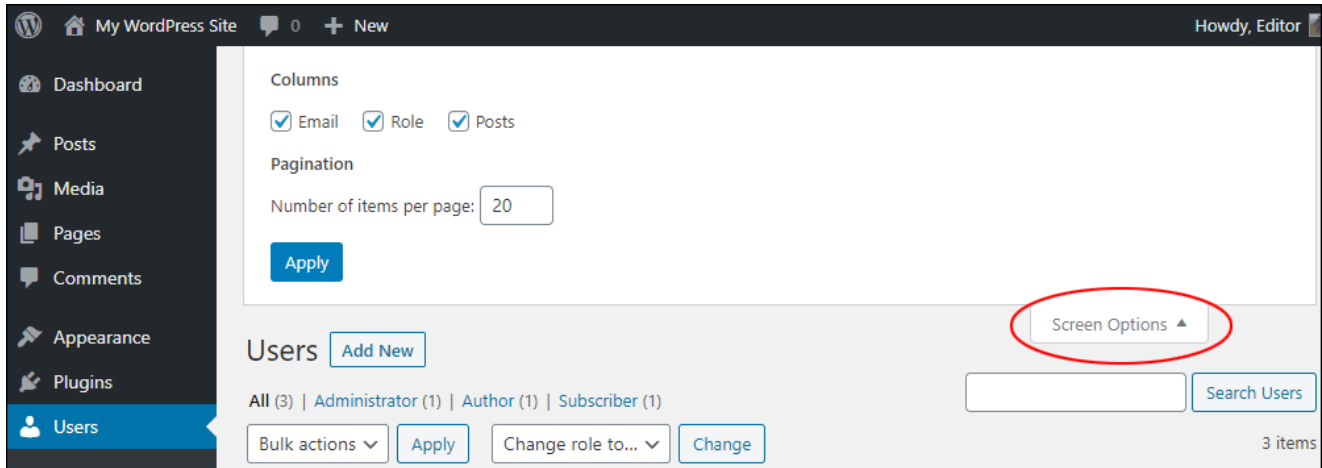 My WordPress Site 0 New Howdy, Editor
Dashboard
Posts
Media
Pages
Comments
Appearance
Plugins
Users
Columns
Email Role Posts
Pagination
Number of items per page: 20
Apply
Screen Options
Users Add New
Search Users
All (3) | Administrator (1) | Author (1) | Subscriber (1)
Bulk actions Apply Change role to... Change 3 items